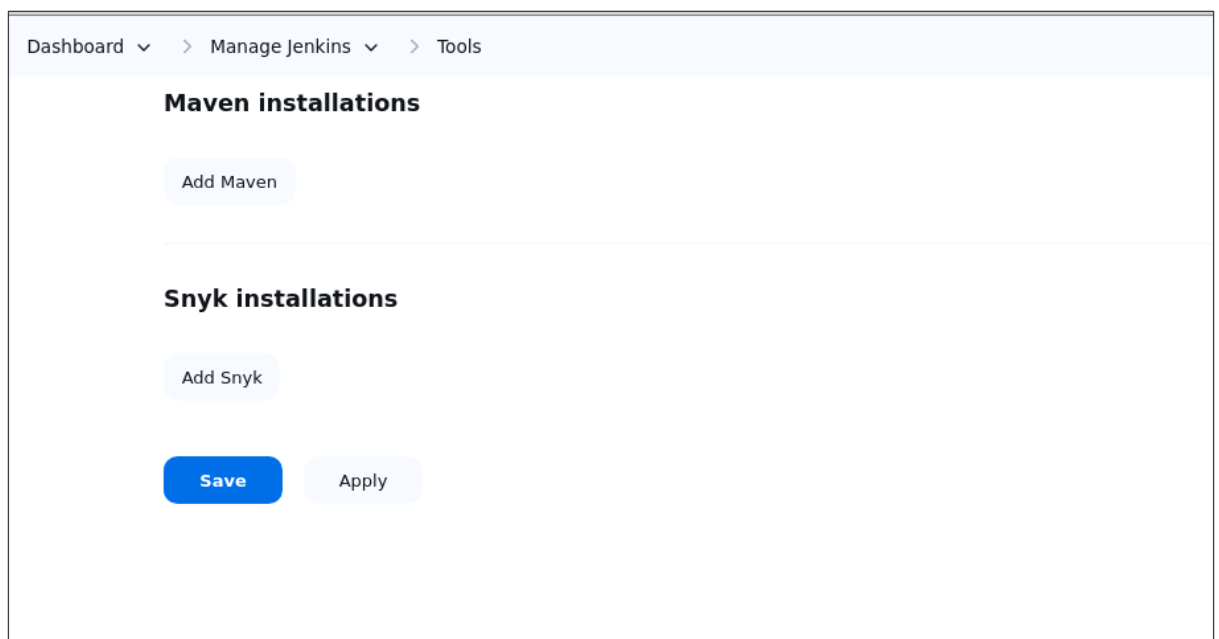 Dashboard > Manage Jenkins > Tools
Maven installations
Add Maven
Snyk installations
Add Snyk
Save Apply